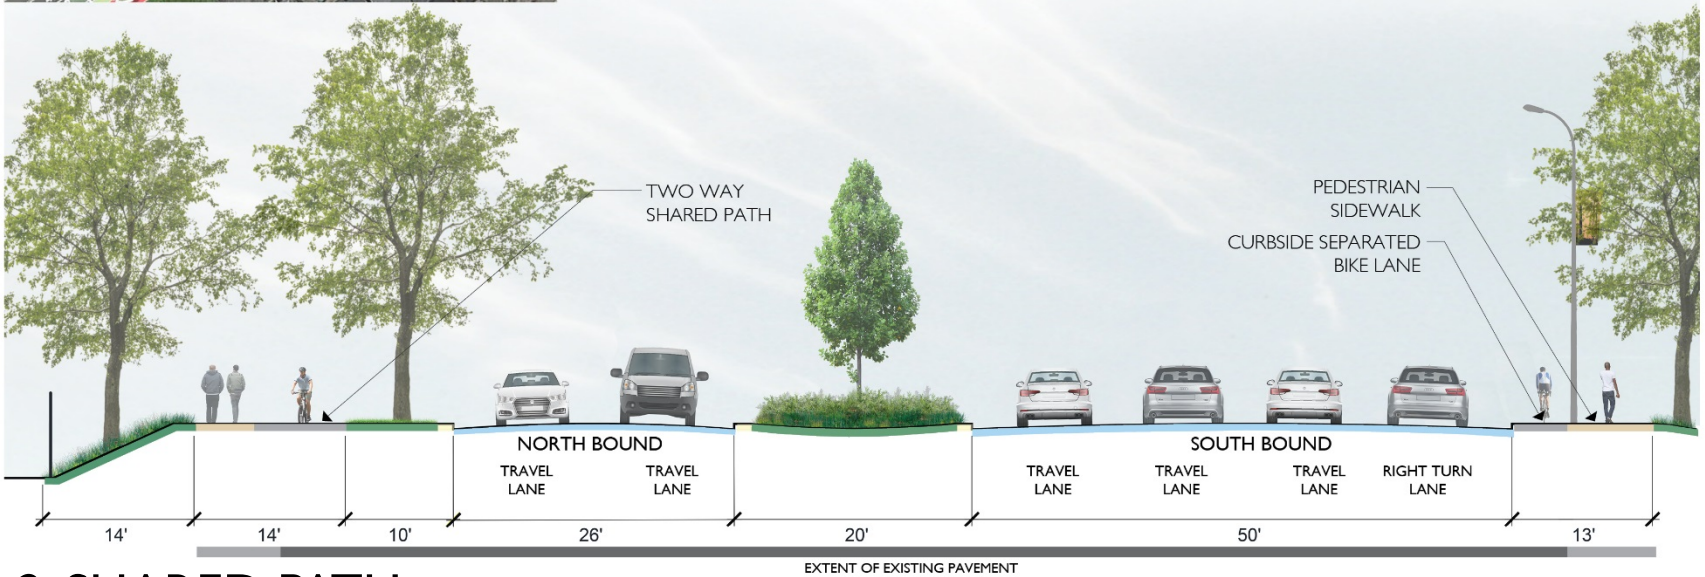 TWO WAY
SHARED PATH
PEDESTRIAN
SIDEWALK
CURBSIDE SEPARATED
BIKE LANE
NORTH BOUND
SOUTH BOUND
TRAVEL
LANE
TRAVEL
LANE
TRAVEL
LANE
TRAVEL
LANE
TRAVEL
LANE
RIGHT TURN
LANE
14'
14'
10'
26'
20'
50'
13'
EXTENT OF EXISTING PAVEMENT
SHARED PATH